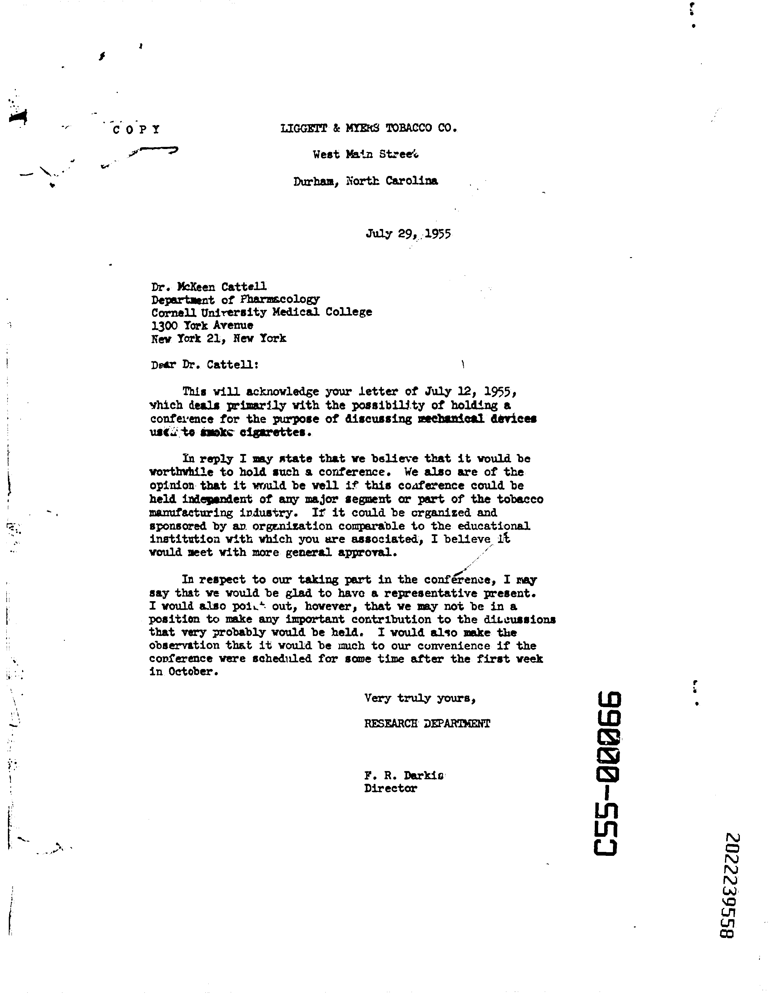 COPY
LIGGETT & MYERS TOBACCO CO.
West Main Street
Durham, North Carolina
July 29, 1955
Dr. McKeen Cattell
Department of Pharmacology
Cornell University Medical College
1300 York Avenue
New York 21, New York
Dear Dr. Cattell:
This will acknowledge your letter of July 12, 1955,
which deals primarily with the possibility of holding a
conference for the purpose of discussing mechanical devices
used to smoke cigarettes.
In reply I may state that we believe that it would be
worthwhile to hold such a conference. We also are of the
opinion that it would be well if this conference could be
held independent of any major segment or part of the tobacco
manufacturing industry. If it could be organized and
sponsored by an organization comparable to the educational
institution with which you are associated, I believe it
would meet with more general approval.
In respect to our taking part in the conference, I may
say that we would be glad to have a representative present.
I would also point out, however, that we may not be in a
position to make any important contribution to the discussions
that very probably would be held. I would also make the
observation that it would be much to our convenience if the
conference were scheduled for some time after the first week
in October.
Very truly yours,
RESEARCH DEPARTMENT
F. R. Darkis
Director
C55-00066
2022239558